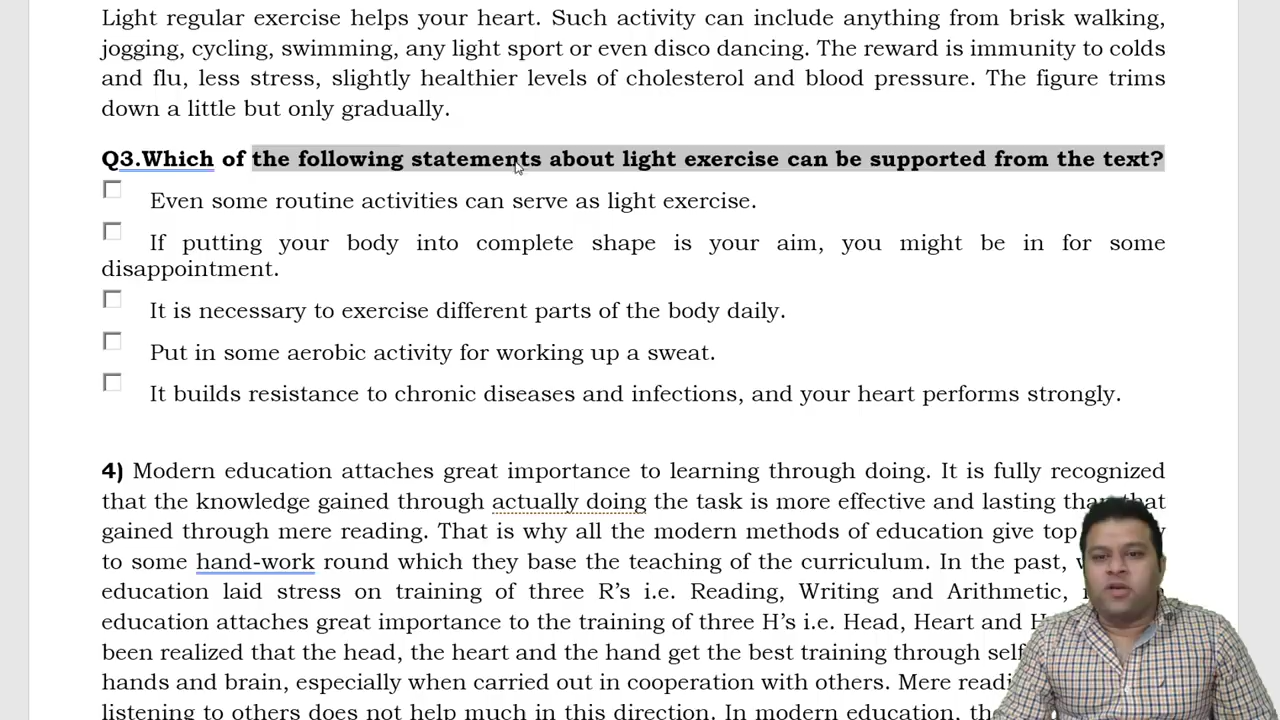 Light regular exercise helps your heart. Such activity can include anything from brisk walking,
jogging, cycling, swimming, any light sport or even disco dancing. The reward is immunity to colds
and flu, less stress, slightly healthier levels of cholesterol and blood pressure. The figure trims
down a little but only gradually.
Q3.Which of the following statements about light exercise can be supported from the text?
Even some routine activities can serve as light exercise.
If putting your body into complete shape is your aim, you might be in for some
disappointment.
It is necessary to exercise different parts of the body daily.
Put in some aerobic activity for working up a sweat.
It builds resistance to chronic diseases and infections, and your heart performs strongly.
4) Modern education attaches great importance to learning through doing. It is fully recognized
that the knowledge gained through actually doing the task is more effective and lasting than that
gained through mere reading. That is why all the modern methods of education give top
to some hand-work round which they base the teaching of the curriculum. In the past,
education laid stress on training of three R's i.e. Reading, Writing and Arithmetic,
education attaches great importance to the training of three H's i.e. Head, Heart and
been realized that the head, the heart and the hand get the best training through
hands and brain, especially when carried out in cooperation with others. Mere
listening to others does not help much in this direction. In modern education,